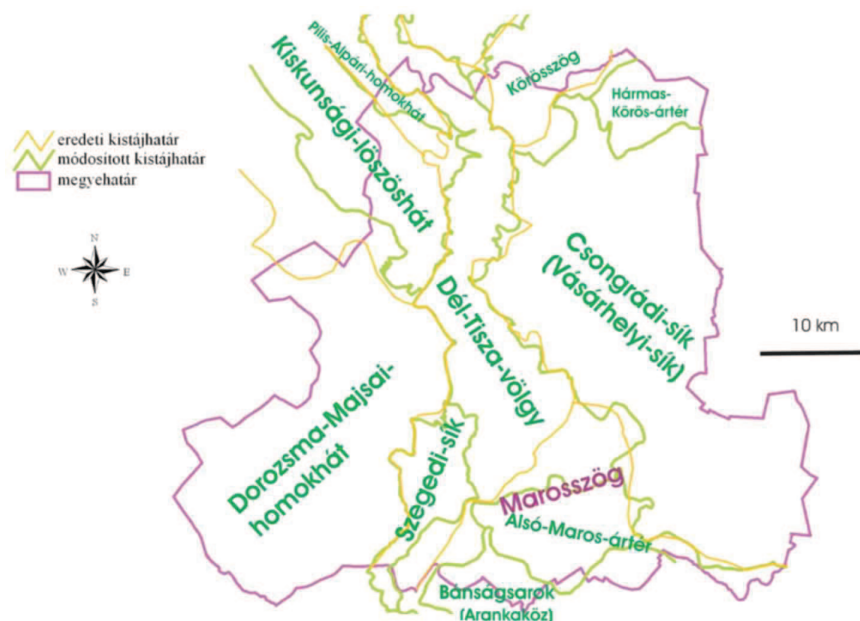 Pilis-Alpári-homokhát
Kiskunsági-löszöshát
Körösszög
Hármas-
Körös-ártér
eredeti kistájhatár
módosított kistájhatár
megyehatár
N
W E
S
Csongrádi-sík
(Vásárhelyi-sík)
Dél-Tisza-völgy
10 km
Dorozsma-Majsai-
homokhát
Szegedi-sík
Marosszög
Alsó-Maros-ártér
Bánságsarok
(Arankaköz)